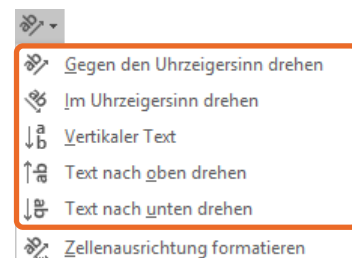 Gegen den Uhrzeigersinn drehen
Im Uhrzeigersinn drehen
Vertikaler Text
Text nach oben drehen
Text nach unten drehen
Zellenausrichtung formatieren